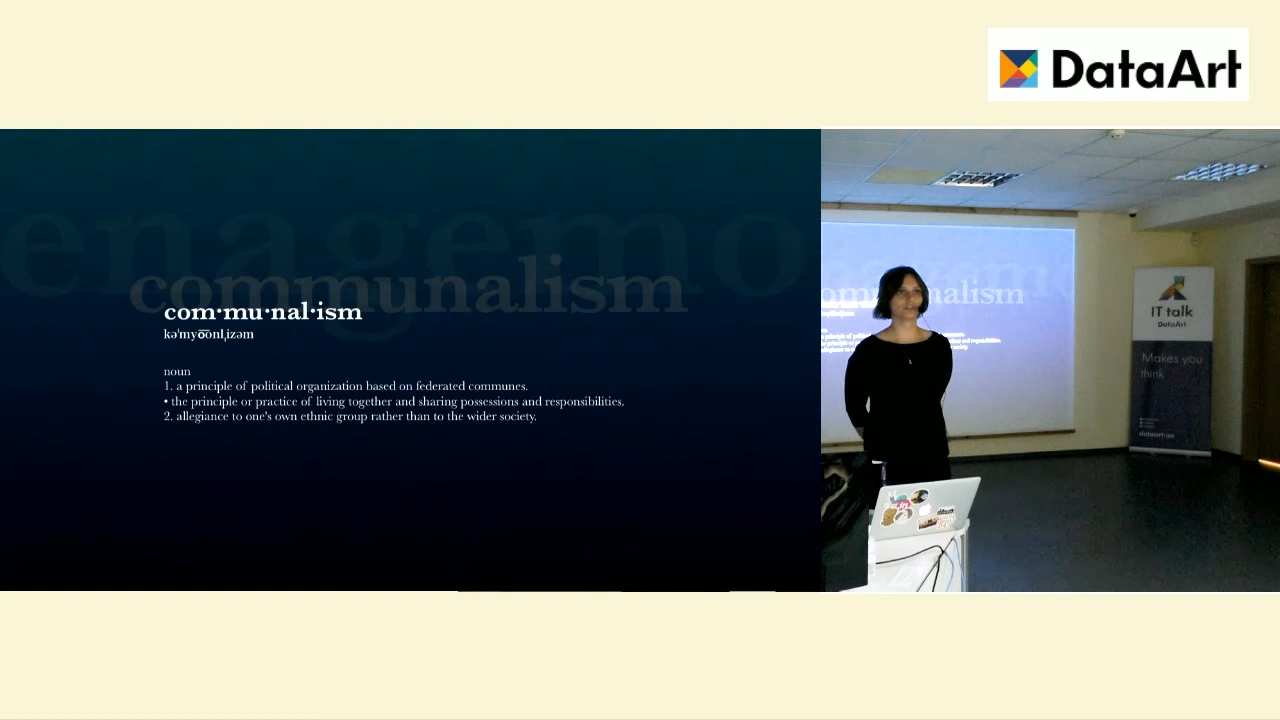 DataArt
enagemo
communalism
com·mu·nal·ism
kəˈmyo͞onlˌizəm
noun
1. a principle of political organization based on federated communes.
• the principle or practice of living together and sharing possessions and responsibilities.
2. allegiance to one's own ethnic group rather than to the wider society.
IT talk
DataArt
Makes you
think
dataart.ua